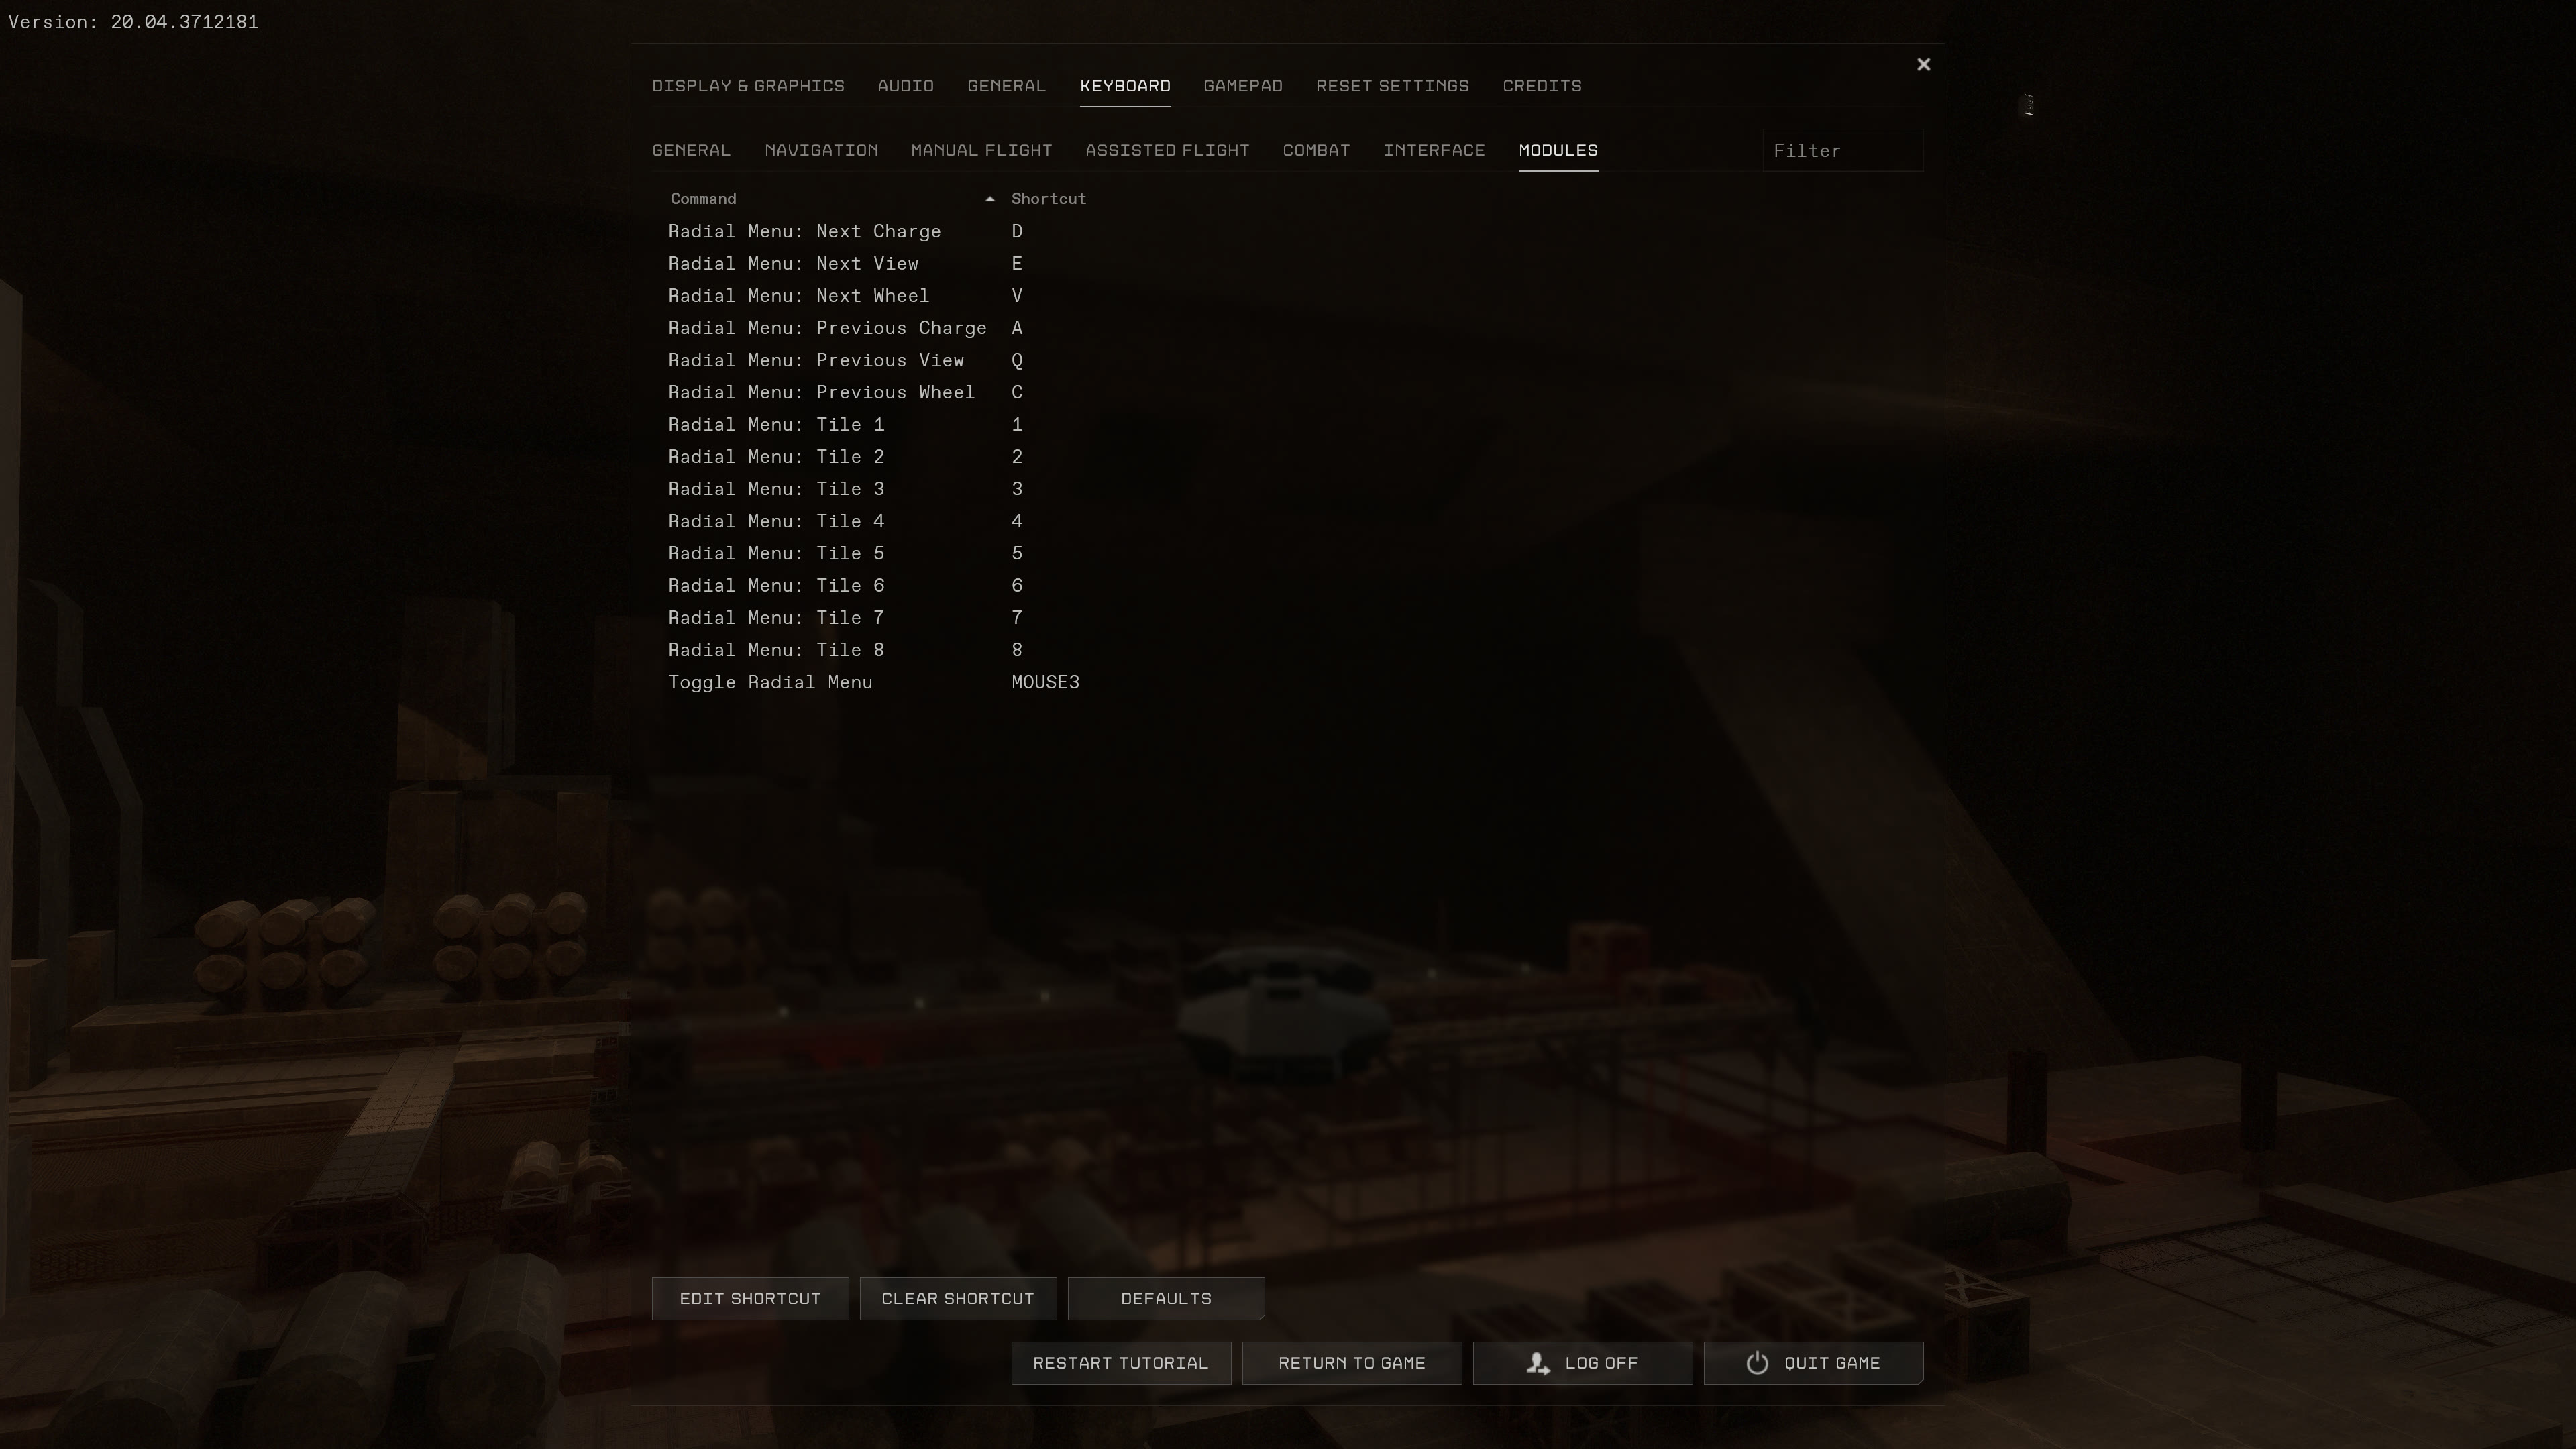 Version: 20.04.3712181
DISPLAY & GRAPHICS AUDIO GENERAL KEYBOARD GAMEPAD RESET SETTINGS CREDITS
GENERAL NAVIGATION MANUAL FLIGHT ASSISTED FLIGHT COMBAT INTERFACE MODULES Filter
Command Shortcut
Radial Menu: Next Charge D
Radial Menu: Next View E
Radial Menu: Next Wheel V
Radial Menu: Previous Charge A
Radial Menu: Previous View Q
Radial Menu: Previous Wheel C
Radial Menu: Tile 1 1
Radial Menu: Tile 2 2
Radial Menu: Tile 3 3
Radial Menu: Tile 4 4
Radial Menu: Tile 5 5
Radial Menu: Tile 6 6
Radial Menu: Tile 7 7
Radial Menu: Tile 8 8
Toggle Radial Menu MOUSE3
EDIT SHORTCUT CLEAR SHORTCUT DEFAULTS
RESTART TUTORIAL RETURN TO GAME LOG OFF QUIT GAME